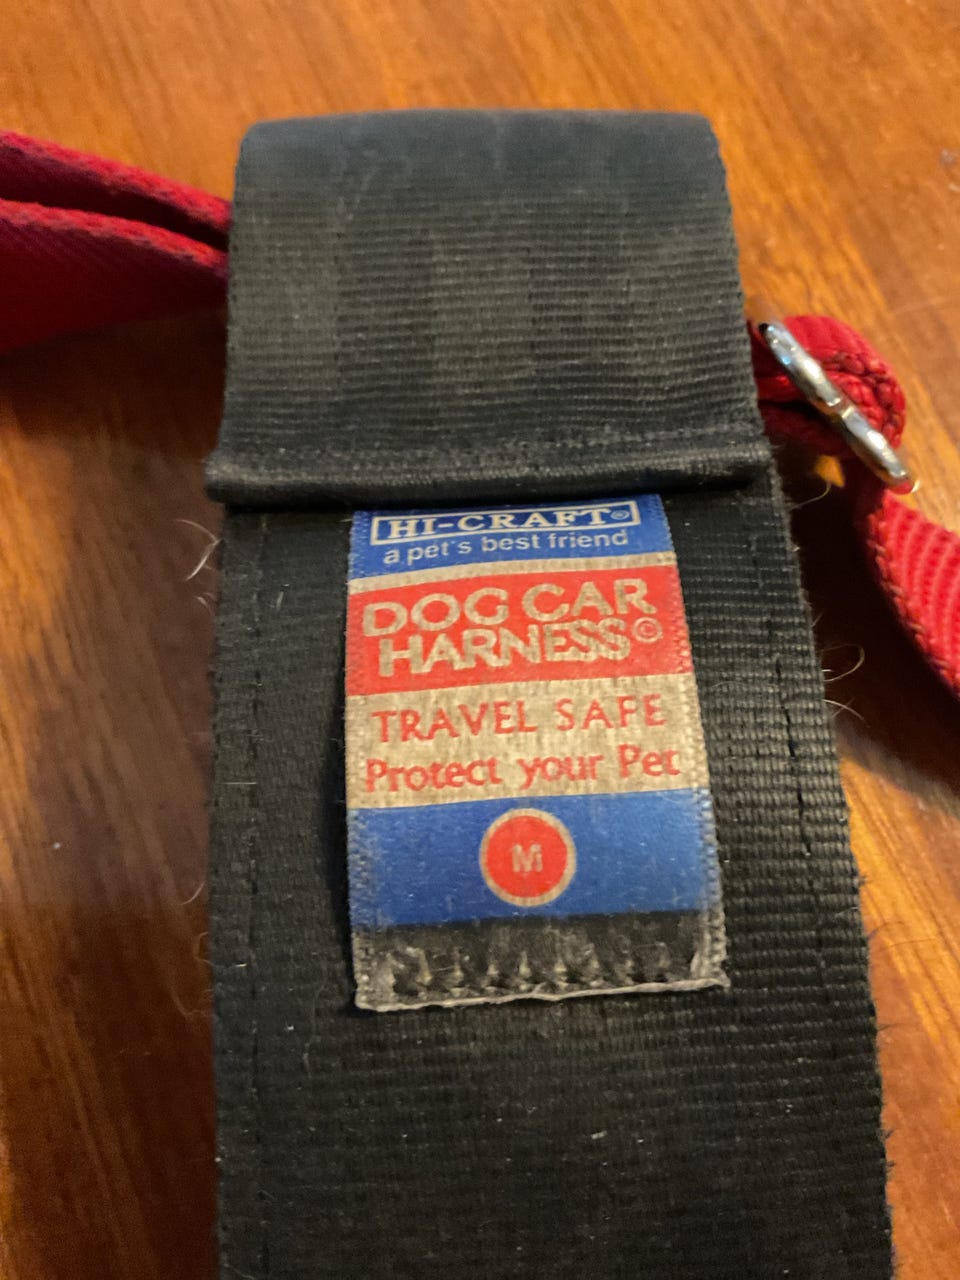 HI-CRAFT®
a pet's best friend
DOG CAR
HARNESS©
TRAVEL SAFE
Protect your Pet
M